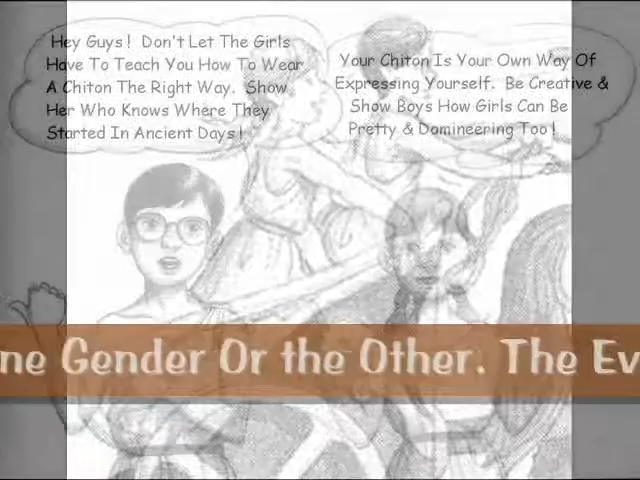 Hey Guys! Don't Let The Girls
Have To Teach You How To Wear
A Chiton The Right Way. Show
Her Who Knows Where They
Started In Ancient Days!
Your Chiton Is Your Own Way Of
Expressing Yourself. Be Creative &
Show Boys How Girls Can Be
Pretty & Domineering Too!
ne Gender Or the Other. The Ev